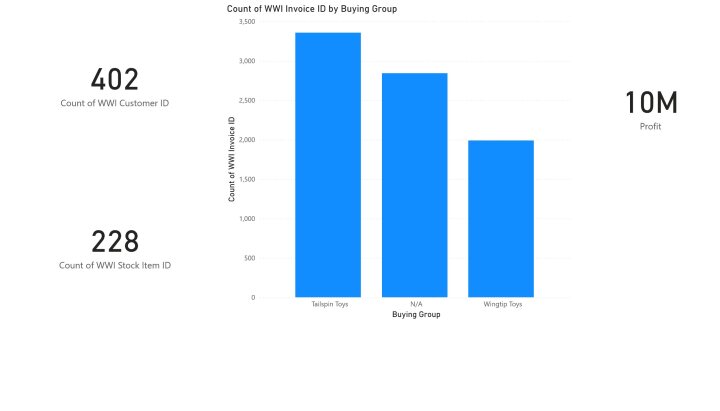 Count of WWI Invoice ID by Buying Group
402
Count of WWI Customer ID
228
Count of WWI Stock Item ID
Count of WWI Invoice ID
3,500
3,000
2,500
2,000
1,500
1,000
500
0
Tailspin Toys
N/A
Wingtip Toys
Buying Group
10M
Profit